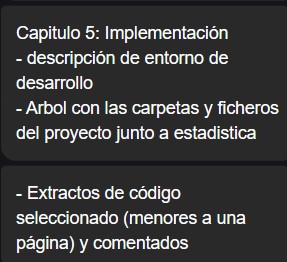 Capitulo 5: Implementación
- descripción de entorno de
desarrollo
- Arbol con las carpetas y ficheros
del proyecto junto a estadistica
- Extractos de código
seleccionado (menores a una
página) y comentados